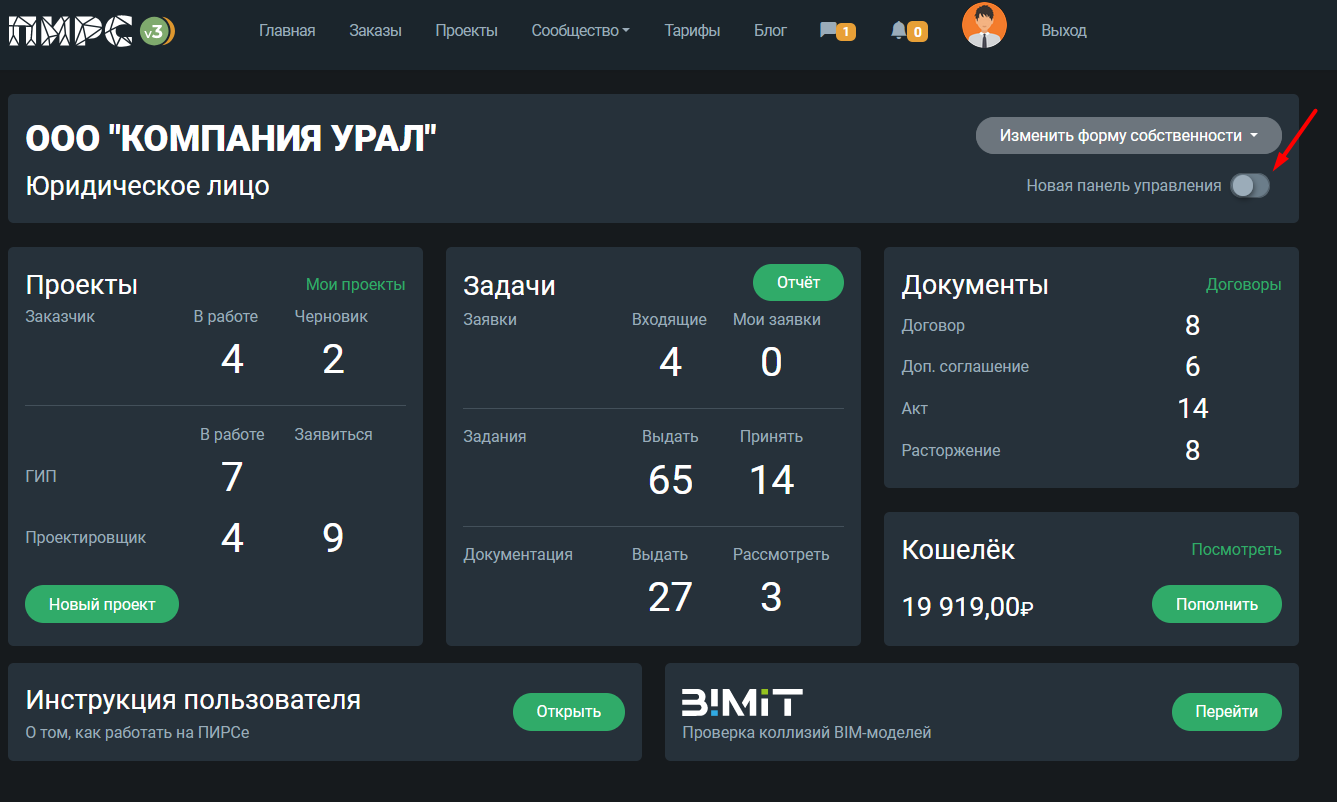 ПИРС v3 Главная Заказы Проекты Сообщество Тарифы Блог 1 0 Выход
ООО "КОМПАНИЯ УРАЛ" Изменить форму собственности
Юридическое лицо Новая панель управления
Проекты Мои проекты
Заказчик В работе Черновик
4 2
В работе Заявиться
ГИП 7
Проектировщик 4 9
Новый проект
Задачи Отчёт
Заявки Входящие Мои заявки
4 0
Задания Выдать Принять
65 14
Документация Выдать Рассмотреть
27 3
Документы Договоры
Договор 8
Доп. соглашение 6
Акт 14
Расторжение 8
Кошелёк Посмотреть
19 919,00₽ Пополнить
Инструкция пользователя Открыть
О том, как работать на ПИРСе
B!MiT Перейти
Проверка коллизий BIM-моделей